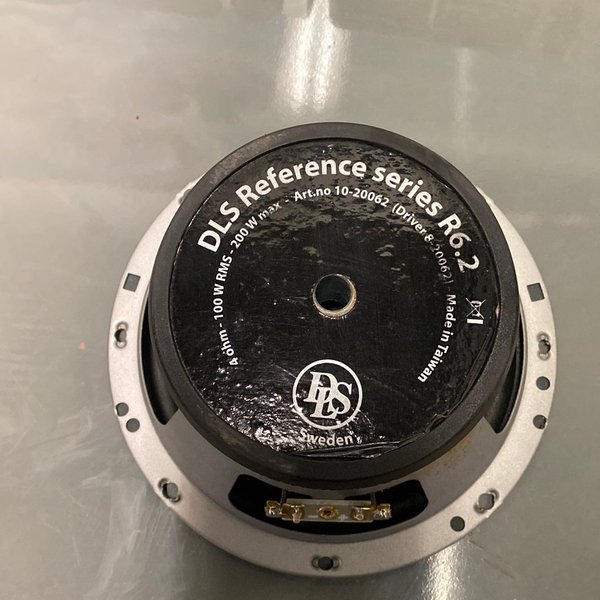 DLS Reference series R6.2
4 ohm - 100 W RMS - 200 W max - Art.no 10-20062 (Driver 8-20062) - Made in Taiwan
DLS
Sweden